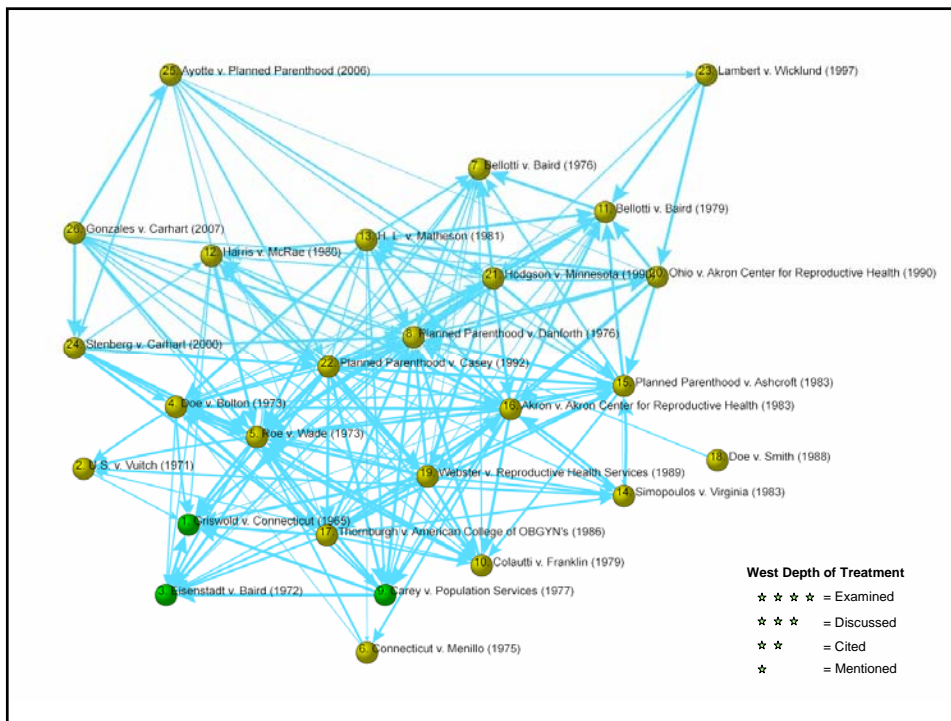 25. Ayotte v. Planned Parenthood (2006)
23. Lambert v. Wicklund (1997)
7. Bellotti v. Baird (1976)
11. Bellotti v. Baird (1979)
26. Gonzales v. Carhart (2007)
13. H. L. v. Matheson (1981)
12. Harris v. McRae (1980)
21. Hodgson v. Minnesota (1990)
20. Ohio v. Akron Center for Reproductive Health (1990)
8. Planned Parenthood v. Danforth (1976)
24. Stenberg v. Carhart (2000)
22. Planned Parenthood v. Casey (1992)
15. Planned Parenthood v. Ashcroft (1983)
4. Doe v. Bolton (1973)
16. Akron v. Akron Center for Reproductive Health (1983)
5. Roe v. Wade (1973)
18. Doe v. Smith (1988)
2. U.S. v. Vuitch (1971)
19. Webster v. Reproductive Health Services (1989)
14. Simopoulos v. Virginia (1983)
1. Griswold v. Connecticut (1965)
17. Thornburgh v. American College of OBGYN's (1986)
10. Colautti v. Franklin (1979)
West Depth of Treatment
3. Eisenstadt v. Baird (1972)
9. Carey v. Population Services (1977)
= Examined
= Discussed
= Cited
6. Connecticut v. Menillo (1975)
= Mentioned